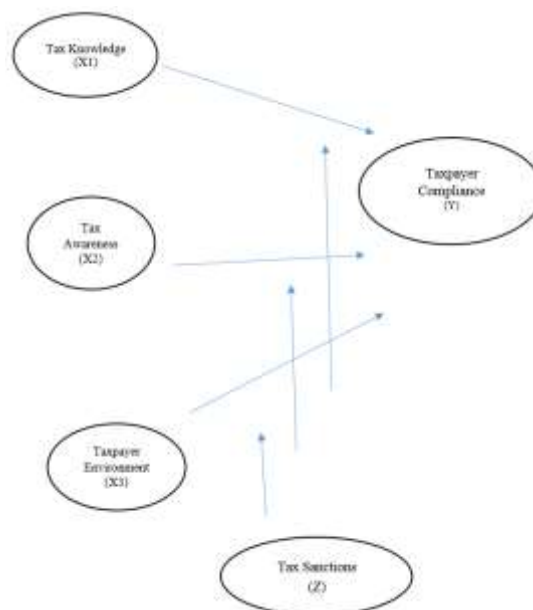 Tax Knowledge
(X1)
Taxpayer
Compliance
(Y)
Tax
Awareness
(X2)
Taxpayer
Environment
(X3)
Tax Sanctions
(Z)